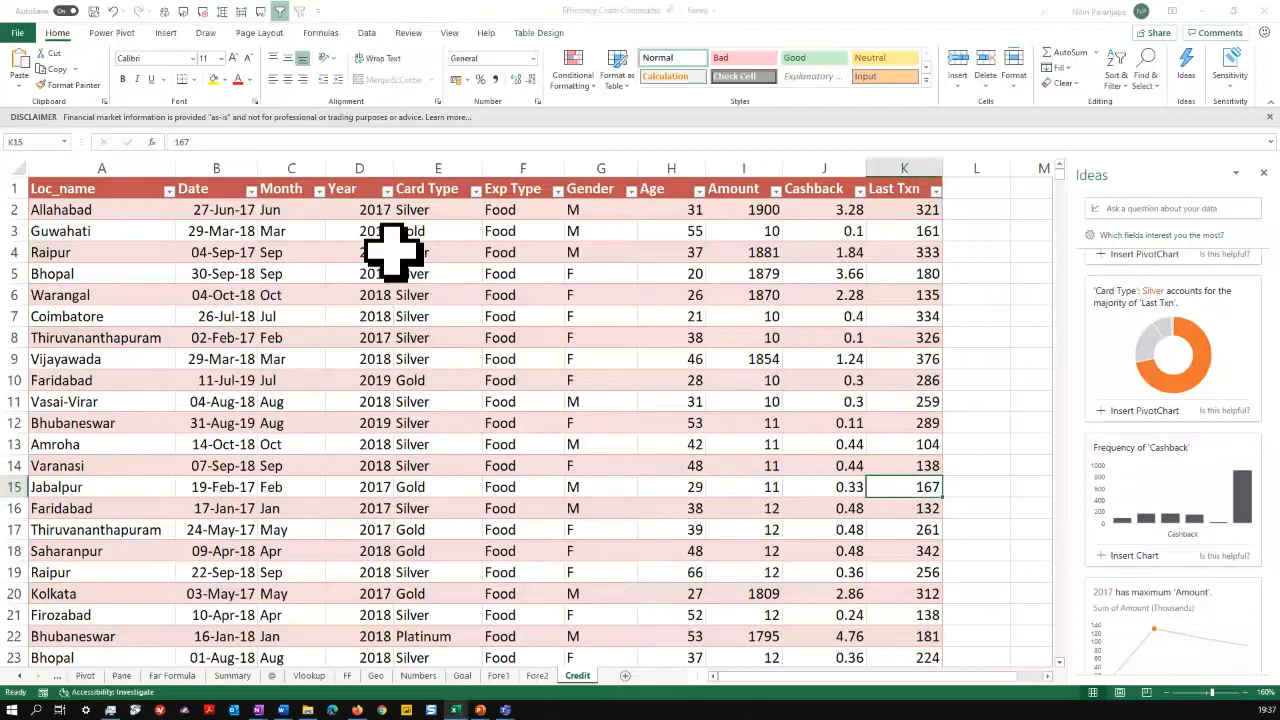 AutoSave On Efficiency Crash Comeados Saved Nitin Paranjape NP
File Home Power Pivot Insert Draw Page Layout Formulas Data Review View Help Table Design Share Comments
Paste Cut Copy Format Painter Clipboard
Calibri 11 A A B I U A Font
Wrap Text Merge & Center Alignment
General % Number
Conditional Formatting Format as Table
Normal Bad Good Neutral
Calculation Check Cell Explanatory ... Input
Styles
Insert Delete Format Cells
AutoSum Fill Clear Sort & Filter Find & Select Editing
Ideas Ideas
Sensitivity Sensitivity
DISCLAIMER Financial market information is provided "as-is" and not for professional or trading purposes or advice. Learn more...
K15 fx 167
A B C D E F G H I J K L M
1 Loc_name Date Month Year Card Type Exp Type Gender Age Amount Cashback Last Txn
2 Allahabad 27-Jun-17 Jun 2017 Silver Food M 31 1900 3.28 321
3 Guwahati 29-Mar-18 Mar Food M 55 10 0.1 161
4 Raipur 04-Sep-17 Sep Food M 37 1881 1.84 333
5 Bhopal 30-Sep-18 Sep Food F 20 1879 3.66 180
6 Warangal 04-Oct-18 Oct 2018 Silver Food F 26 1870 2.28 135
7 Coimbatore 26-Jul-18 Jul 2018 Silver Food F 21 10 0.4 334
8 Thiruvananthapuram 02-Feb-17 Feb 2017 Silver Food F 38 10 0.1 326
9 Vijayawada 29-Mar-18 Mar 2018 Silver Food F 46 1854 1.24 376
10 Faridabad 11-Jul-19 Jul 2019 Gold Food F 28 10 0.3 286
11 Vasai-Virar 04-Aug-18 Aug 2018 Gold Food M 31 10 0.3 259
12 Bhubaneswar 31-Aug-19 Aug 2019 Silver Food F 53 11 0.11 289
13 Amroha 14-Oct-18 Oct 2018 Silver Food M 42 11 0.44 104
14 Varanasi 07-Sep-18 Sep 2018 Silver Food F 48 11 0.44 138
15 Jabalpur 19-Feb-17 Feb 2017 Gold Food M 29 11 0.33 167
16 Faridabad 17-Jan-17 Jan 2017 Silver Food M 38 12 0.48 132
17 Thiruvananthapuram 24-May-17 May 2017 Gold Food F 39 12 0.48 261
18 Saharanpur 09-Apr-18 Apr 2018 Gold Food F 48 12 0.48 342
19 Raipur 22-Sep-18 Sep 2018 Silver Food F 66 12 0.36 256
20 Kolkata 03-May-17 May 2017 Gold Food M 27 1809 2.86 312
21 Firozabad 10-Apr-18 Apr 2018 Silver Food F 52 12 0.24 138
22 Bhubaneswar 16-Jan-18 Jan 2018 Platinum Food M 53 1795 4.76 181
23 Bhopal 01-Aug-18 Aug 2018 Silver Food F 37 12 0.36 224
Ideas
Ask a question about your data
Which fields interest you the most?
Insert PivotChart Is this helpful?
'Card Type': Silver accounts for the
majority of 'Last Txn'.
Insert PivotChart Is this helpful?
Frequency of 'Cashback'
1000
800
600
400
200
0
Cashback
Insert Chart Is this helpful?
2017 has maximum 'Amount'.
Sum of Amount (Thousands)
140
120
100
80
60
40
... Pivot Pane Far Formula Summary @ Vlookup FF Geo Numbers Goal Fore1 Fore2 Credit
Ready Accessibility: Investigate 160%
19:37